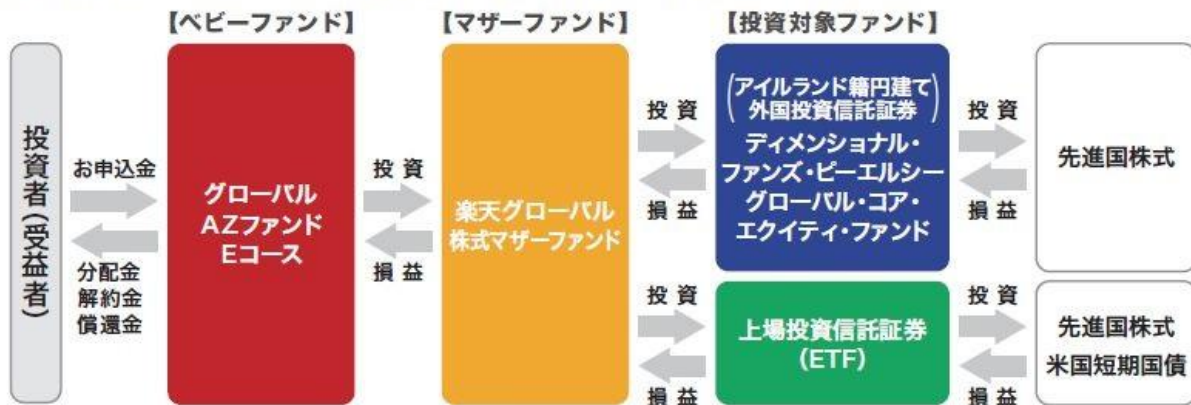 【ベビーファンド】
【マザーファンド】
【投資対象ファンド】
投資者(受益者)
お申込金
分配金
解約金
償還金
グローバル
AZファンド
Eコース
投 資
損 益
楽天グローバル
株式マザーファンド
投 資
損 益
(アイルランド籍円建て
外国投資信託証券)
ディメンショナル・
ファンズ・ピーエルシー
グローバル・コア・
エクイティ・ファンド
投 資
損 益
先進国株式
投 資
損 益
上場投資信託証券
(ETF)
投 資
損 益
先進国株式
米国短期国債